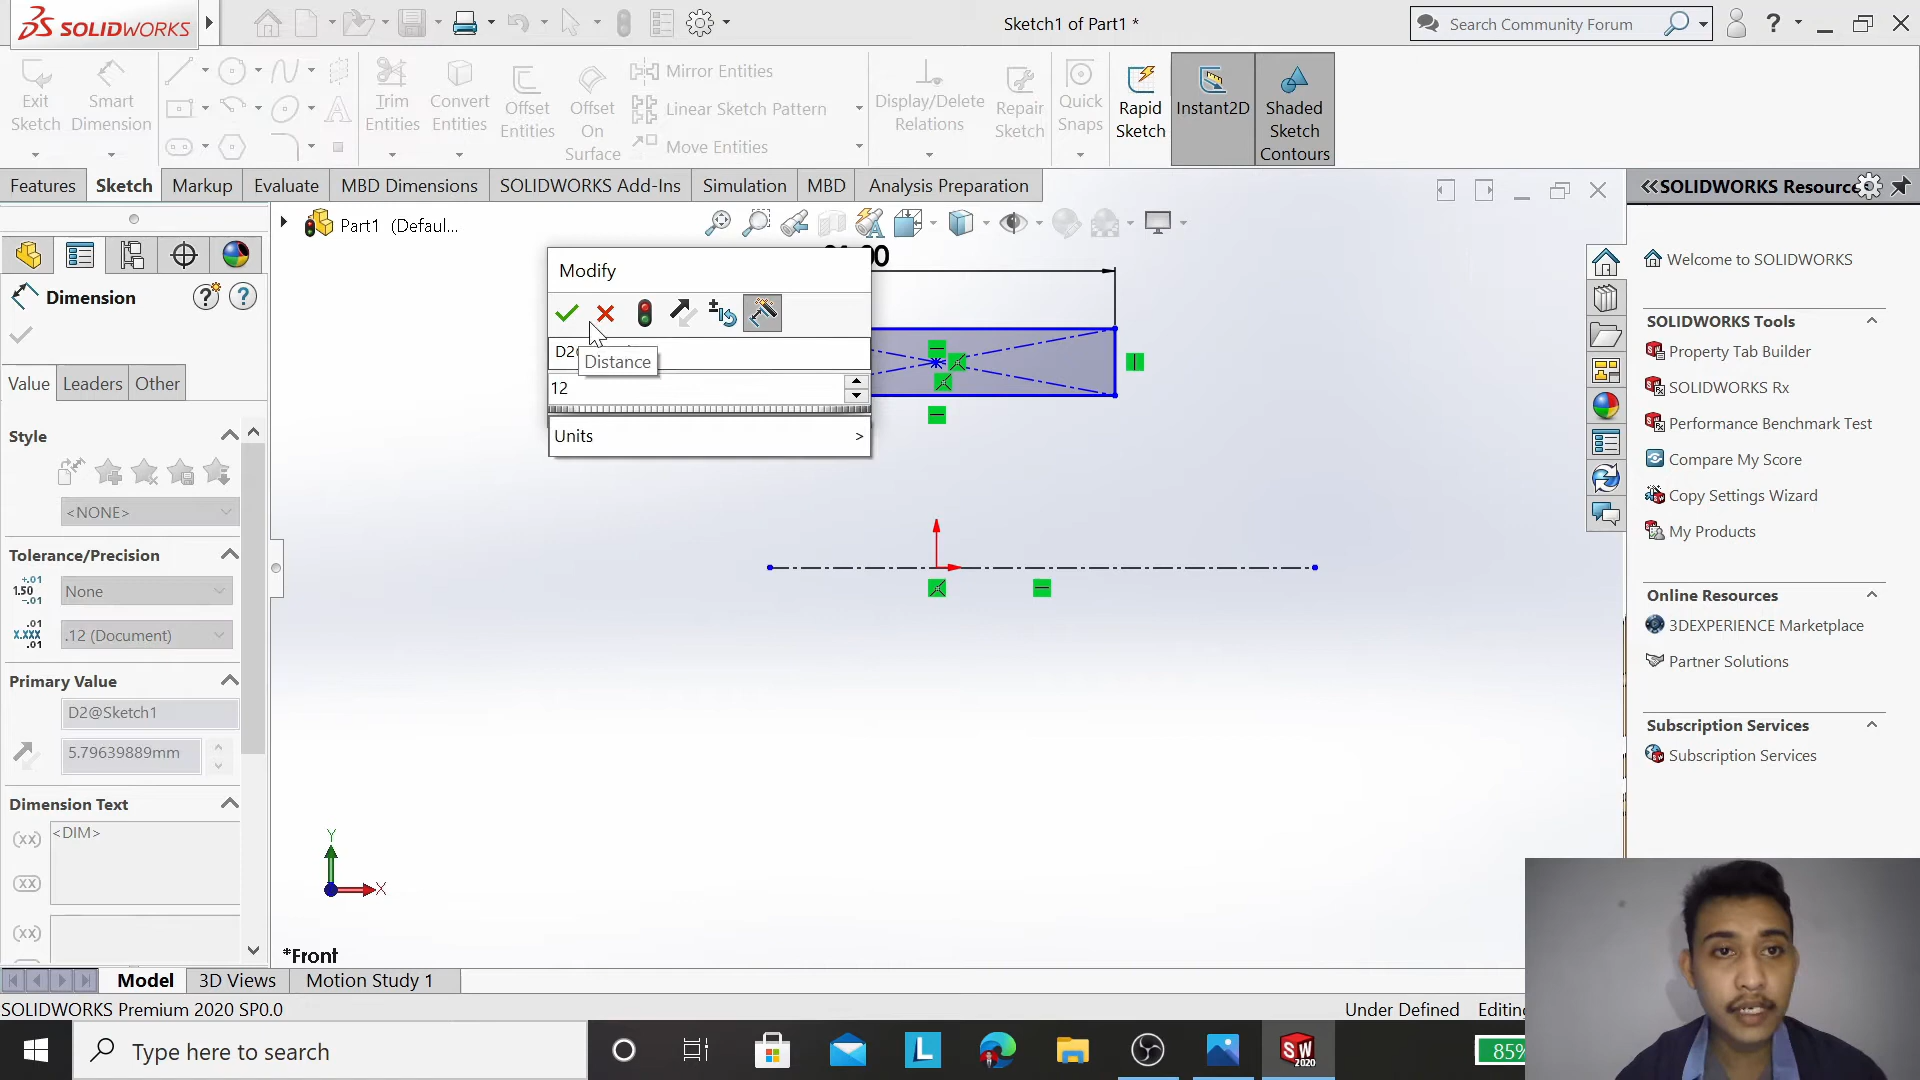 SOLIDWORKS
Sketch1 of Part1 *
Search Community Forum
?
Exit Sketch
Smart Dimension
Trim Entities
Convert Entities
Offset Entities
Offset On Surface
Mirror Entities
Linear Sketch Pattern
Move Entities
Display/Delete Relations
Repair Sketch
Quick Snaps
Rapid Sketch
Instant2D
Shaded Sketch Contours
Features
Sketch
Markup
Evaluate
MBD Dimensions
SOLIDWORKS Add-Ins
Simulation
MBD
Analysis Preparation
SOLIDWORKS Resource
Part1 (Defaul...
Dimension
Value
Leaders
Other
Style
<NONE>
Tolerance/Precision
None
.12 (Document)
Primary Value
D2@Sketch1
5.79639889mm
Dimension Text
<DIM>
Modify
Distance
12
Units >
Y
X
*Front
Welcome to SOLIDWORKS
SOLIDWORKS Tools
Property Tab Builder
SOLIDWORKS Rx
Performance Benchmark Test
Compare My Score
Copy Settings Wizard
My Products
Online Resources
3DEXPERIENCE Marketplace
Partner Solutions
Subscription Services
Subscription Services
Model
3D Views
Motion Study 1
SOLIDWORKS Premium 2020 SP0.0
Under Defined
Editing
Type here to search
L
SW
2020
85%